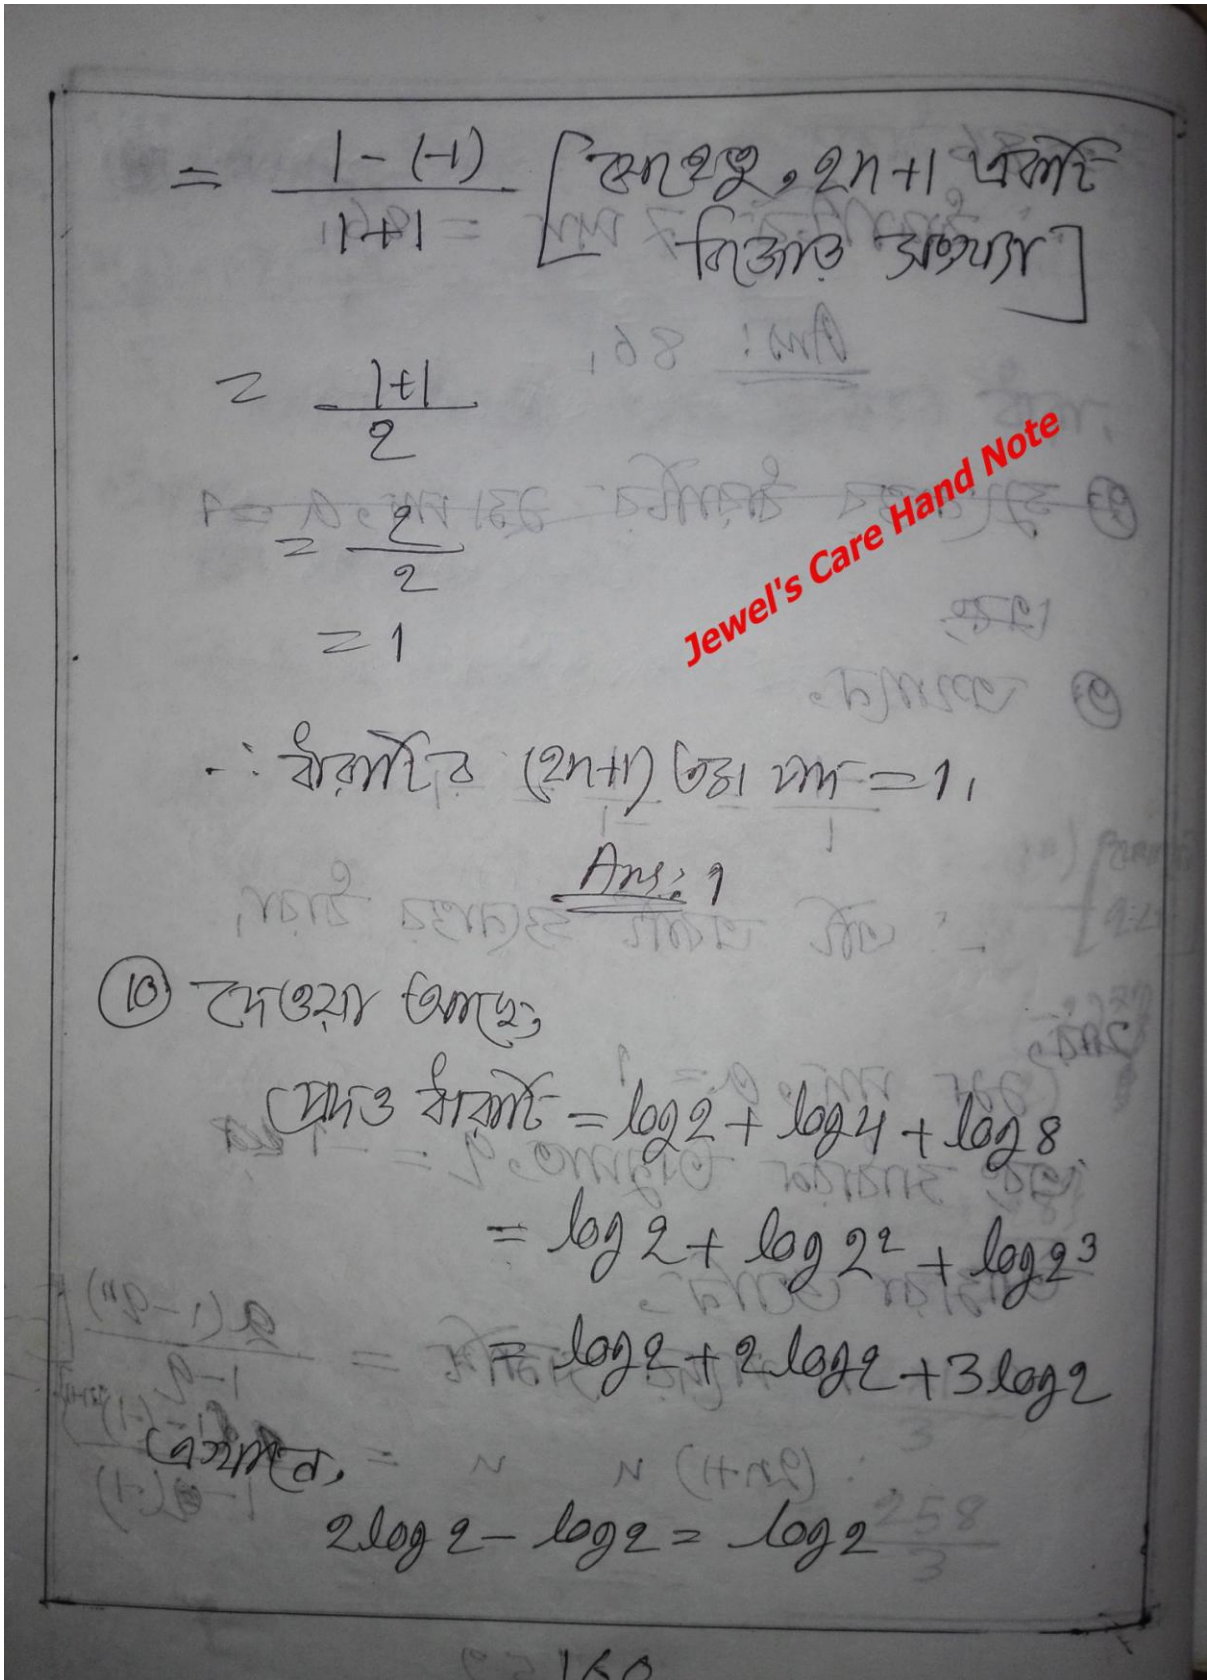 = 1-(-1) / 1+1 [যেহেতু, 2n+1 একটি
বিজোড় সংখ্যা]
= 1+1 / 2
= 2 / 2
= 1
Jewel's Care Hand Note
∴ ধারাটির (2n+1) তম পদ = 1।
Ans: 1
(10) দেওয়া আছে,
প্রদত্ত ধারাটি = log2 + log4 + log8
= log2 + log2² + log2³
= log2 + 2log2 + 3log2
এখানে,
2log2 - log2 = log2